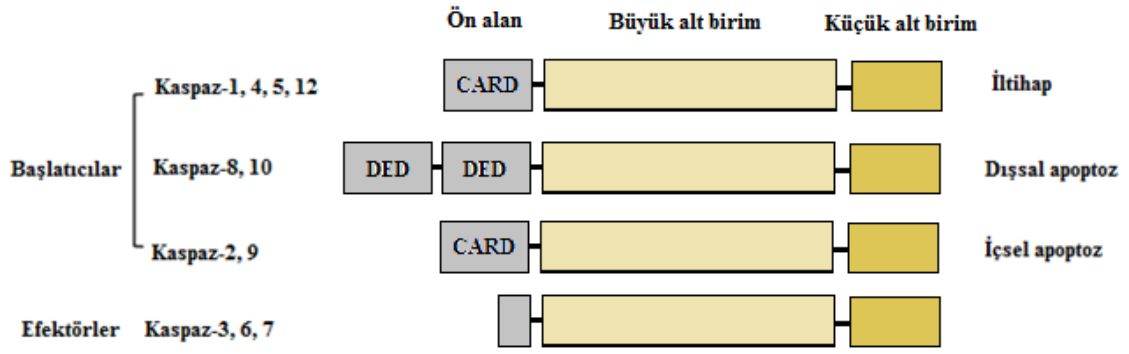 Ön alan Büyük alt birim Küçük alt birim
Kaspaz-1, 4, 5, 12 CARD İltihap
Başlatıcılar Kaspaz-8, 10 DED DED Dışsal apoptoz
Kaspaz-2, 9 CARD İçsel apoptoz
Efektörler Kaspaz-3, 6, 7